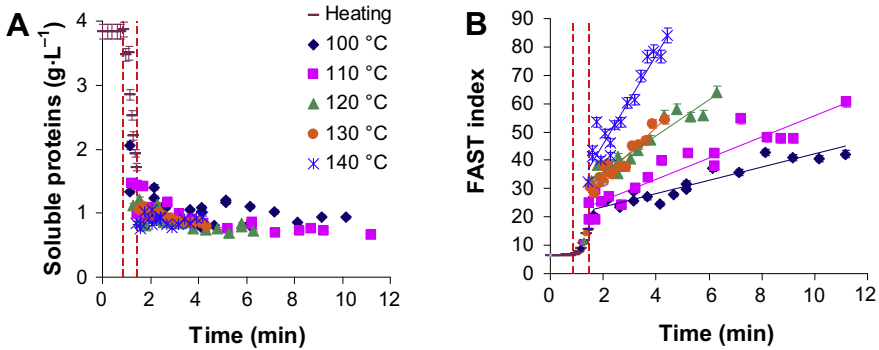 A
Soluble proteins (g·L⁻¹)
4
3
2
1
0
0 2 4 6 8 10 12
Time (min)
Heating
100 °C
110 °C
120 °C
130 °C
140 °C
B
FAST index
90
80
70
60
50
40
30
20
10
0
0 2 4 6 8 10 12
Time (min)